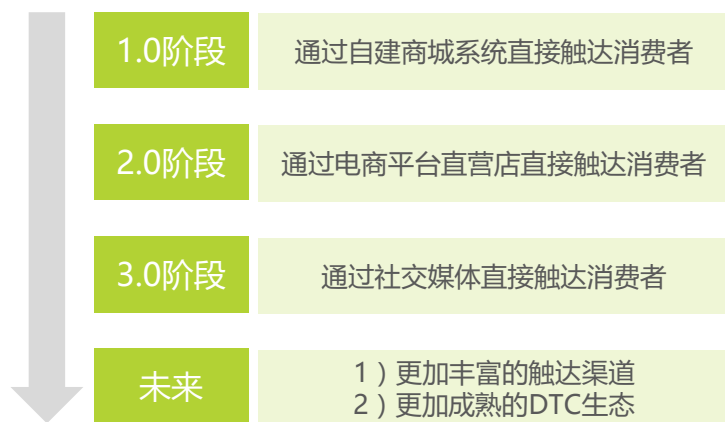 1.0阶段
通过自建商城系统直接触达消费者
2.0阶段
通过电商平台直营店直接触达消费者
3.0阶段
通过社交媒体直接触达消费者
未来
1）更加丰富的触达渠道
2）更加成熟的DTC生态